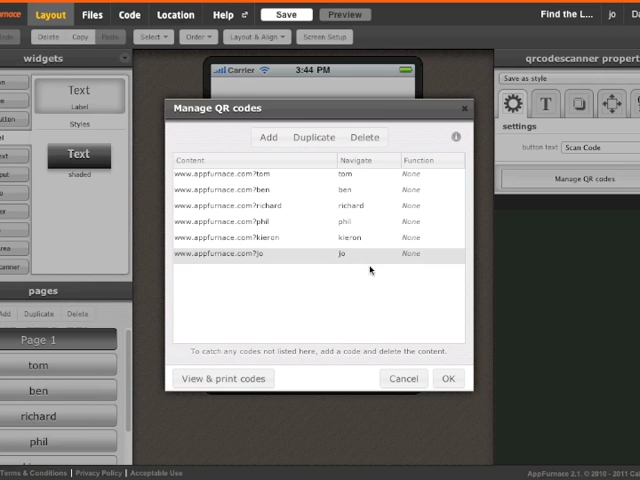 Layout Files Code Location Help Save Preview Find the L... jo
Delete Copy Paste Select Order Layout & Align Screen Setup
widgets
qrcodescanner propert
Text
Label
Styles
Text
shaded
Carrier 3:44 PM
Manage QR codes
Add Duplicate Delete
Content Navigate Function
www.appfurnace.com?tom tom None
www.appfurnace.com?ben ben None
www.appfurnace.com?richard richard None
www.appfurnace.com?phil phil None
www.appfurnace.com?kieron kieron None
www.appfurnace.com?jo jo None
To catch any codes not listed here, add a code and delete the content.
View & print codes Cancel OK
Save as style
T
settings
button text Scan Code
Manage QR codes
pages
Add Duplicate Delete
Page 1
tom
ben
richard
phil
Terms & Conditions | Privacy Policy | Acceptable Use
AppFurnace 2.1. © 2010 - 2011 Cal